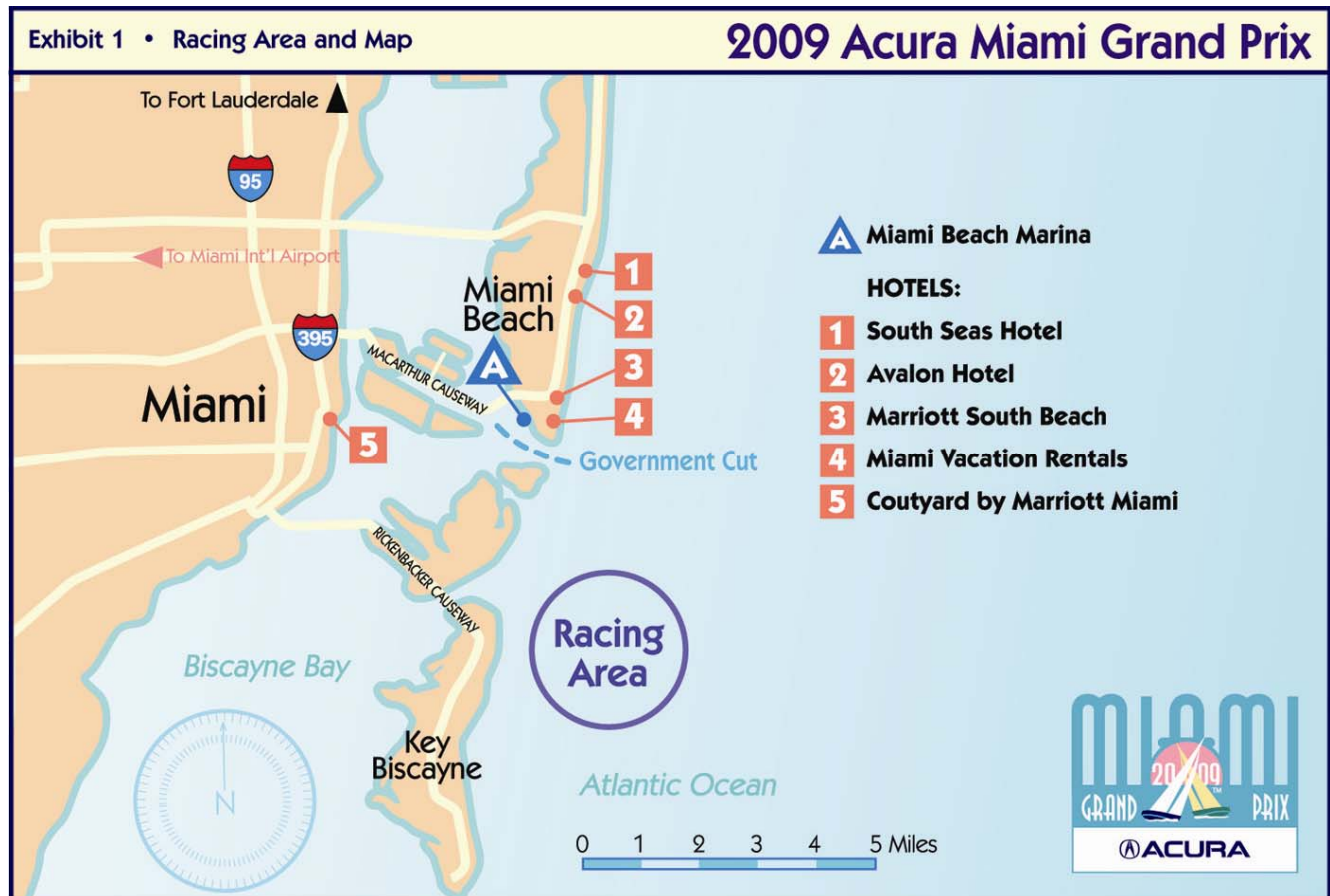 Exhibit 1 • Racing Area and Map
2009 Acura Miami Grand Prix
To Fort Lauderdale
95
To Miami Int'l Airport
395
Miami
Miami
Beach
MACARTHUR CAUSEWAY
A
1
2
3
4
5
Government Cut
RICKENBACKER CAUSEWAY
Racing
Area
Biscayne Bay
N
Key
Biscayne
Atlantic Ocean
0 1 2 3 4 5 Miles
A Miami Beach Marina
HOTELS:
1 South Seas Hotel
2 Avalon Hotel
3 Marriott South Beach
4 Miami Vacation Rentals
5 Coutyard by Marriott Miami
MIAMI
2009™
GRAND PRIX
ACURA